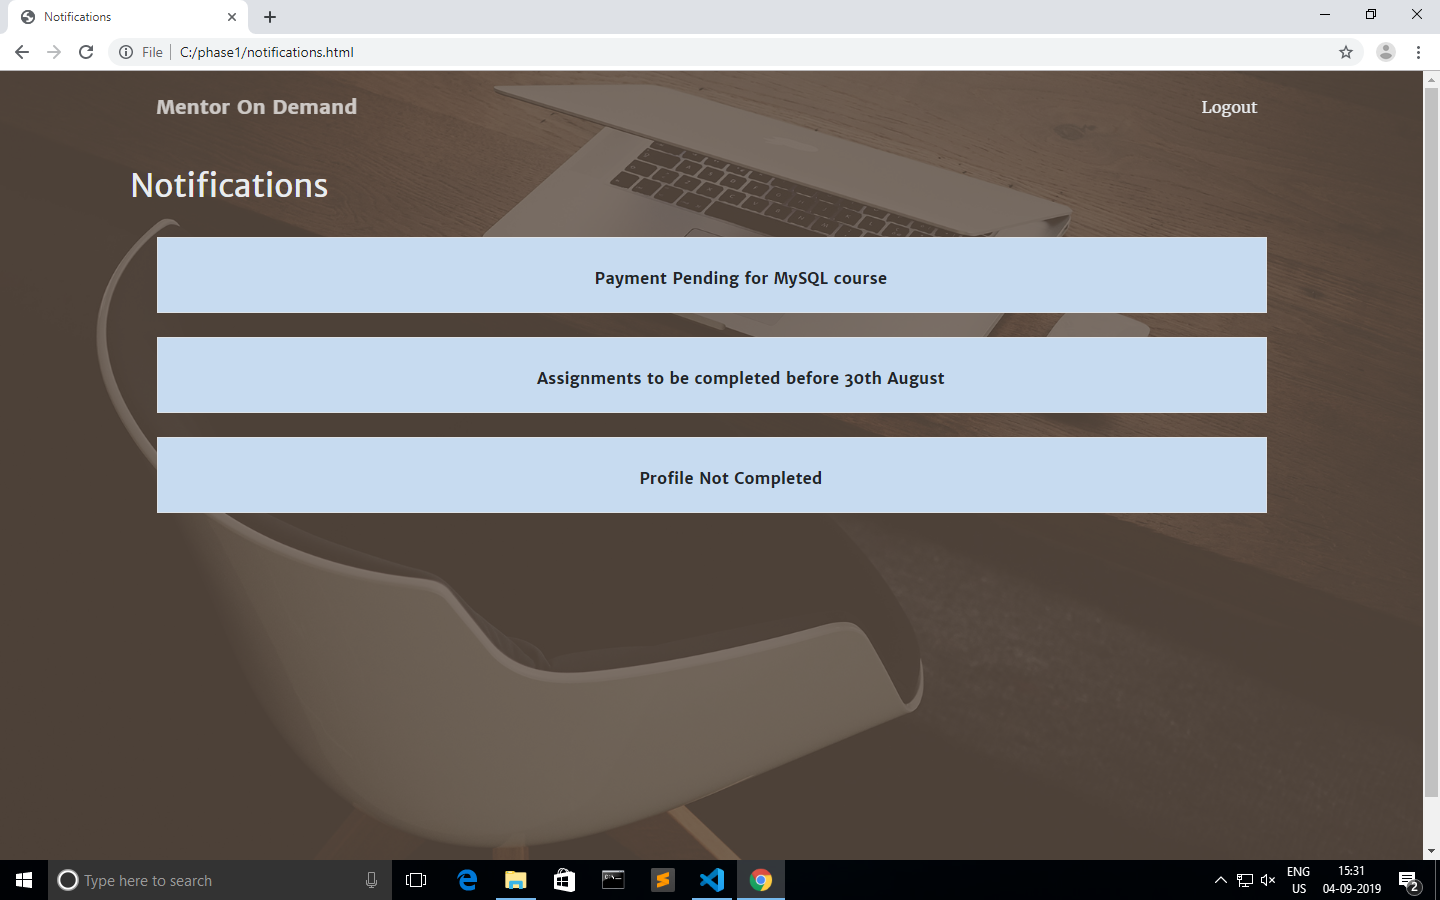 Notifications
File
C:/phase1/notifications.html
Mentor On Demand
Logout
Notifications
Payment Pending for MySQL course
Assignments to be completed before 30th August
Profile Not Completed
Type here to search
ENG
US
15:31
04-09-2019
2